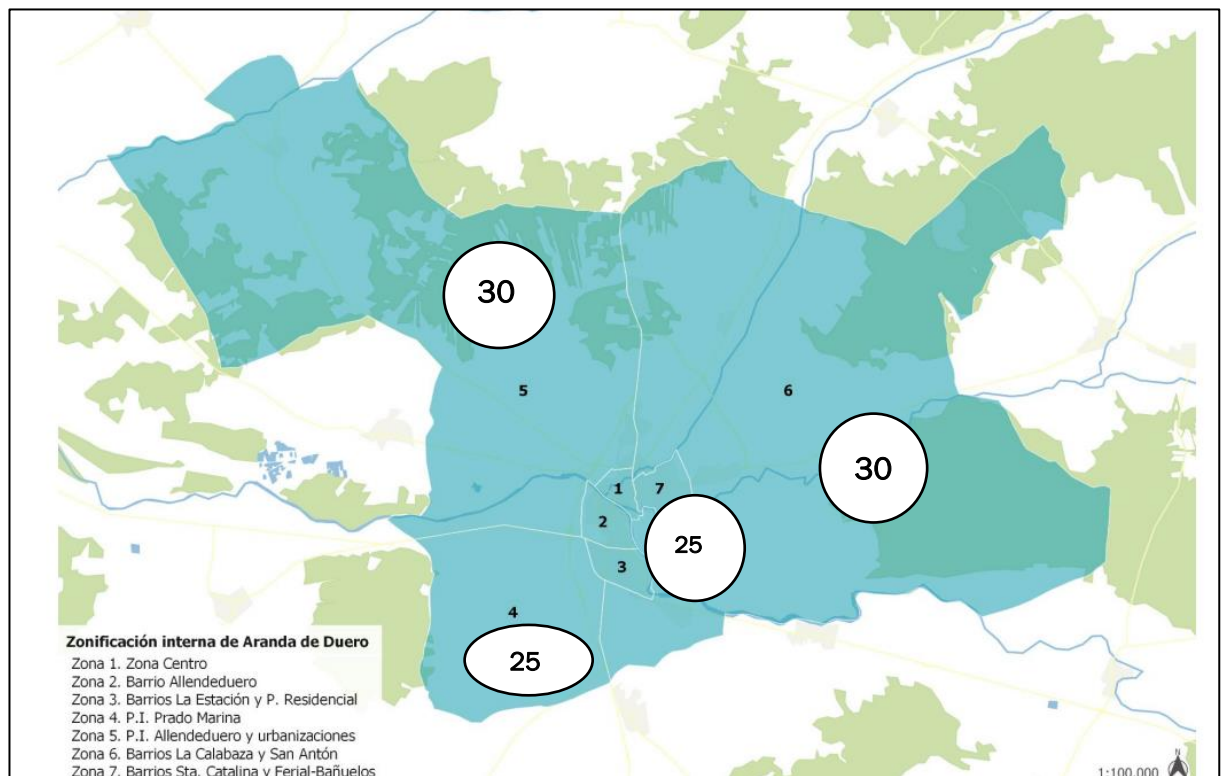 30
5
6
30
1
7
2
25
3
4
25
Zonificación interna de Aranda de Duero
Zona 1. Zona Centro
Zona 2. Barrio Allendeduero
Zona 3. Barrios La Estación y P. Residencial
Zona 4. P.I. Prado Marina
Zona 5. P.I. Allendeduero y urbanizaciones
Zona 6. Barrios La Calabaza y San Antón
Zona 7. Barrios Sta. Catalina y Ferial-Bañuelos
1:100.000
N